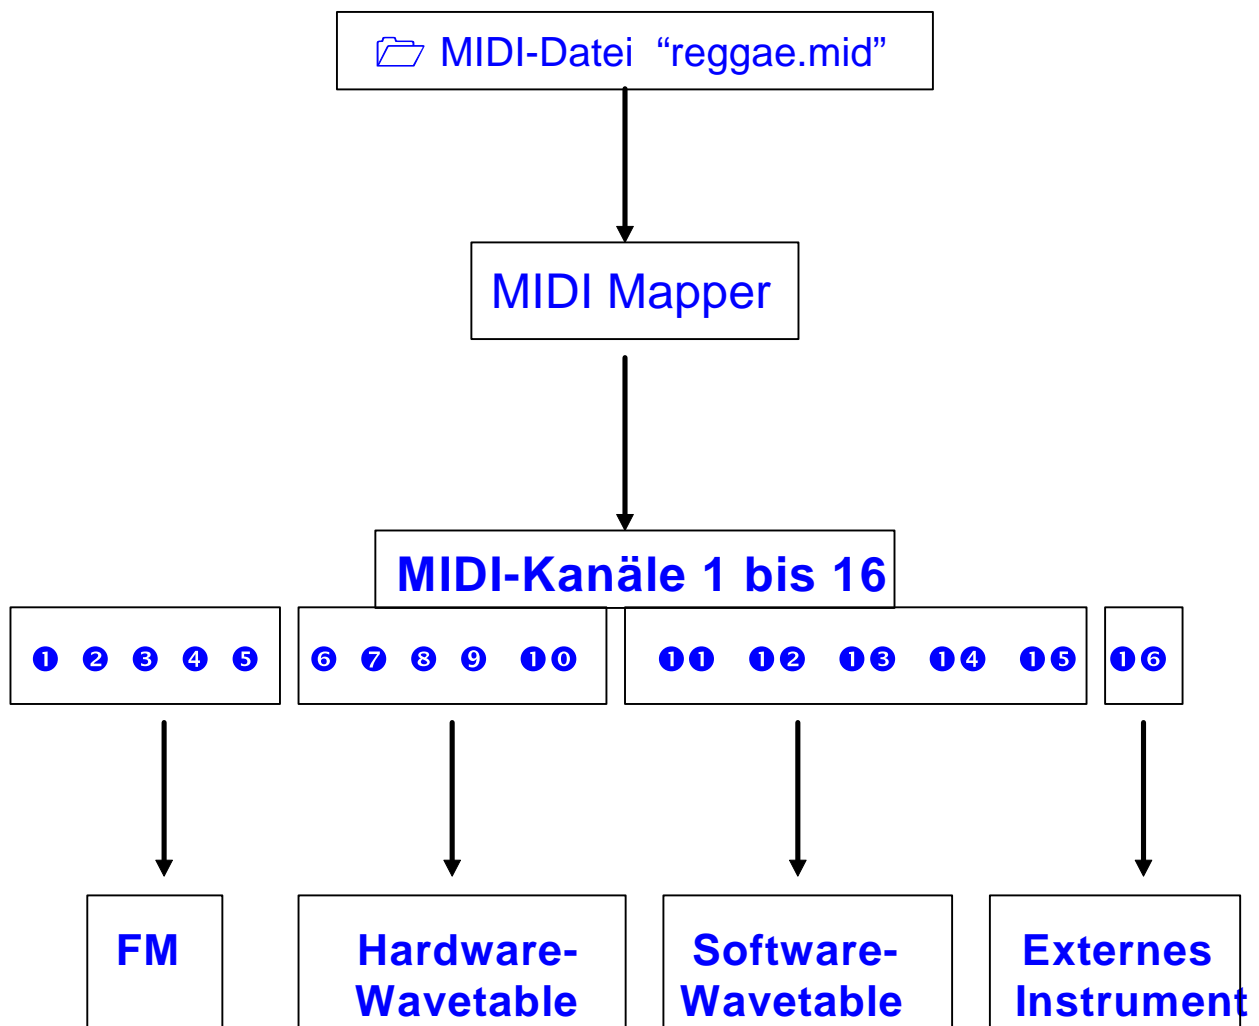 MIDI-Datei “reggae.mid”
MIDI Mapper
MIDI-Kanäle 1 bis 16
❶ ❷ ❸ ❹ ❺ ❻ ❼ ❽ ❾ ❶⓿ ❶❶ ❶❷ ❶❸ ❶❹ ❶❺ ❶❻
FM
Hardware-
Wavetable
Software-
Wavetable
Externes
Instrument